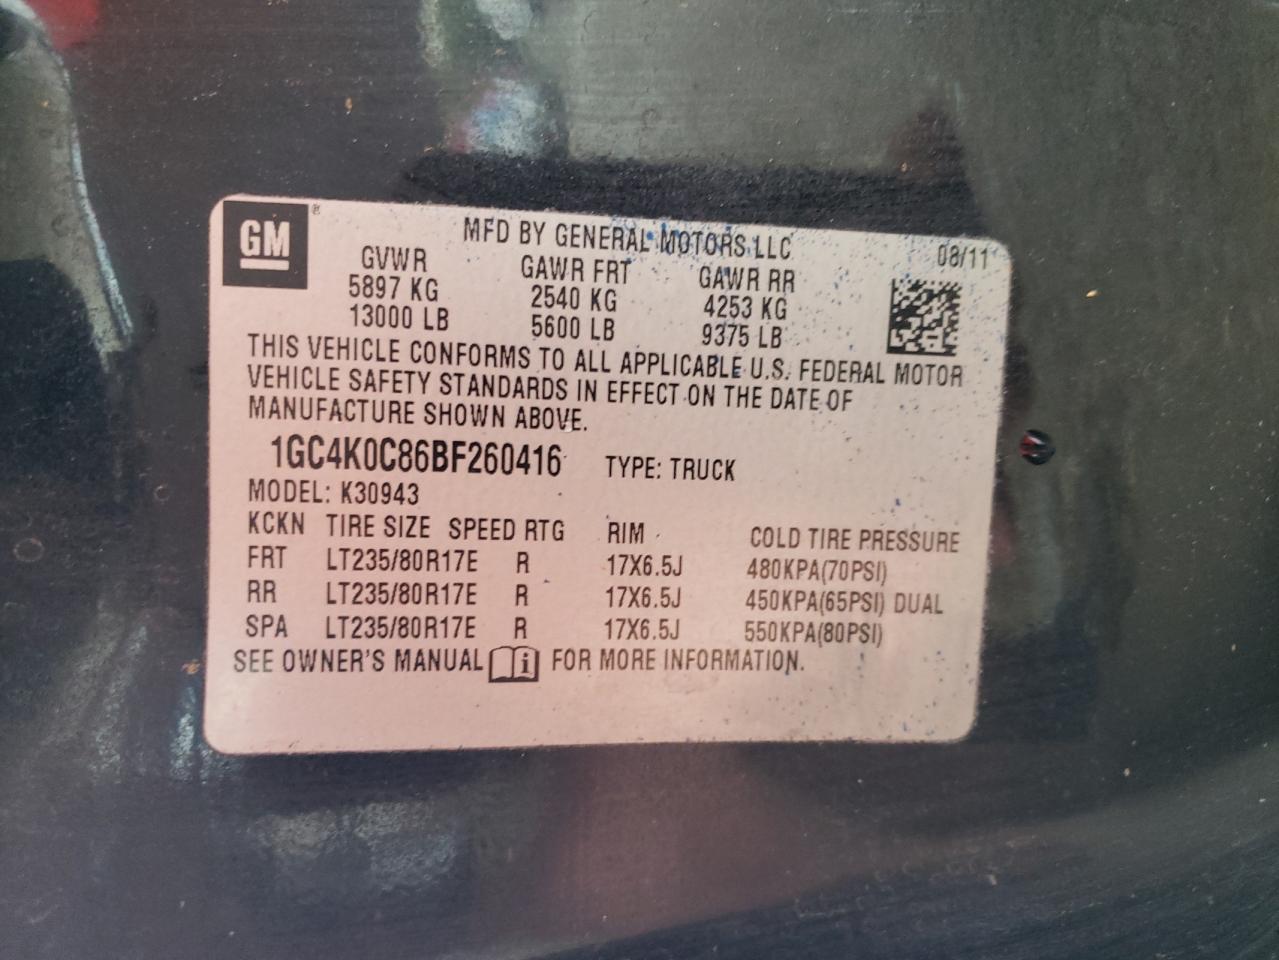 GM ®
MFD BY GENERAL MOTORS LLC 08/11
GVWR GAWR FRT GAWR RR
5897 KG 2540 KG 4253 KG
13000 LB 5600 LB 9375 LB
THIS VEHICLE CONFORMS TO ALL APPLICABLE U.S. FEDERAL MOTOR
VEHICLE SAFETY STANDARDS IN EFFECT ON THE DATE OF
MANUFACTURE SHOWN ABOVE.
1GC4K0C86BF260416 TYPE: TRUCK
MODEL: K30943
KCKN TIRE SIZE SPEED RTG RIM COLD TIRE PRESSURE
FRT LT235/80R17E R 17X6.5J 480KPA(70PSI)
RR LT235/80R17E R 17X6.5J 450KPA(65PSI) DUAL
SPA LT235/80R17E R 17X6.5J 550KPA(80PSI)
SEE OWNER'S MANUAL i FOR MORE INFORMATION.